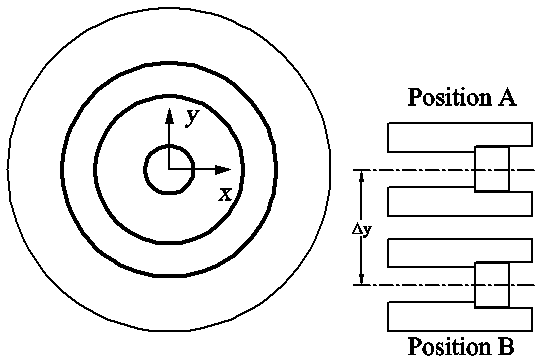 Position A
y
x
Δy
Position B